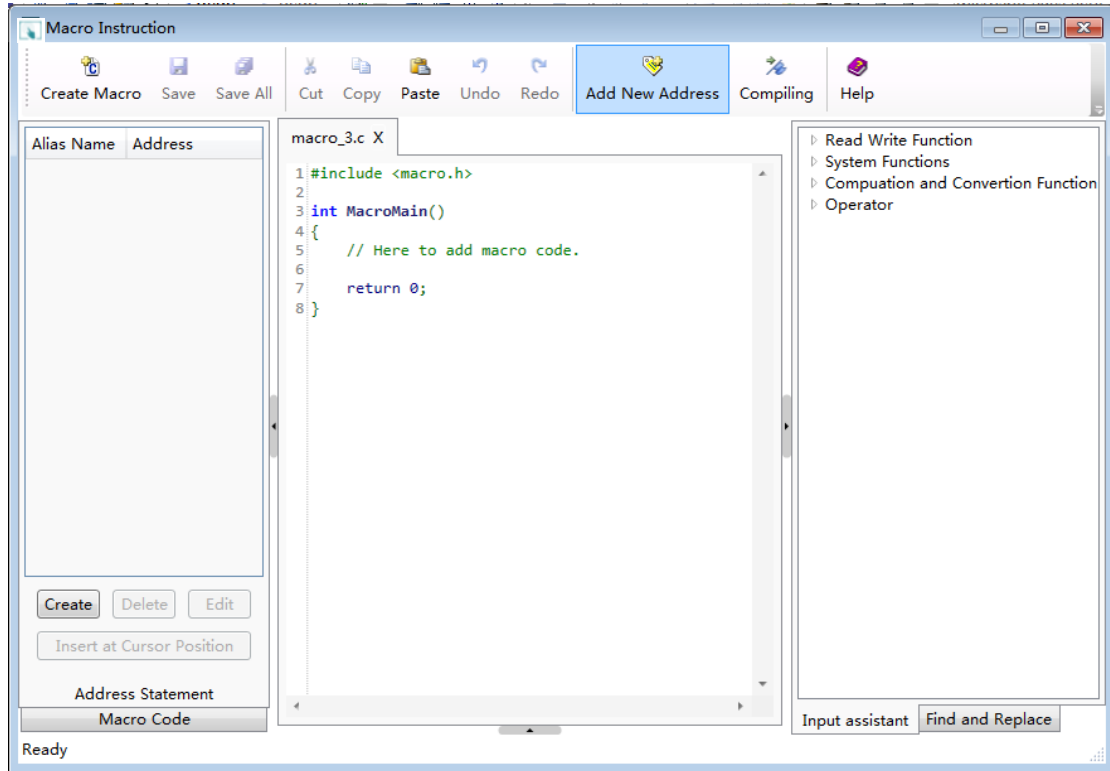 Macro Instruction
Create Macro Save Save All Cut Copy Paste Undo Redo Add New Address Compiling Help
Alias Name Address
macro_3.c X
1 #include <macro.h>
2
3 int MacroMain()
4 {
5 // Here to add macro code.
6
7 return 0;
8 }
Read Write Function
System Functions
Compuation and Convertion Function
Operator
Create Delete Edit
Insert at Cursor Position
Address Statement
Macro Code
Input assistant Find and Replace
Ready